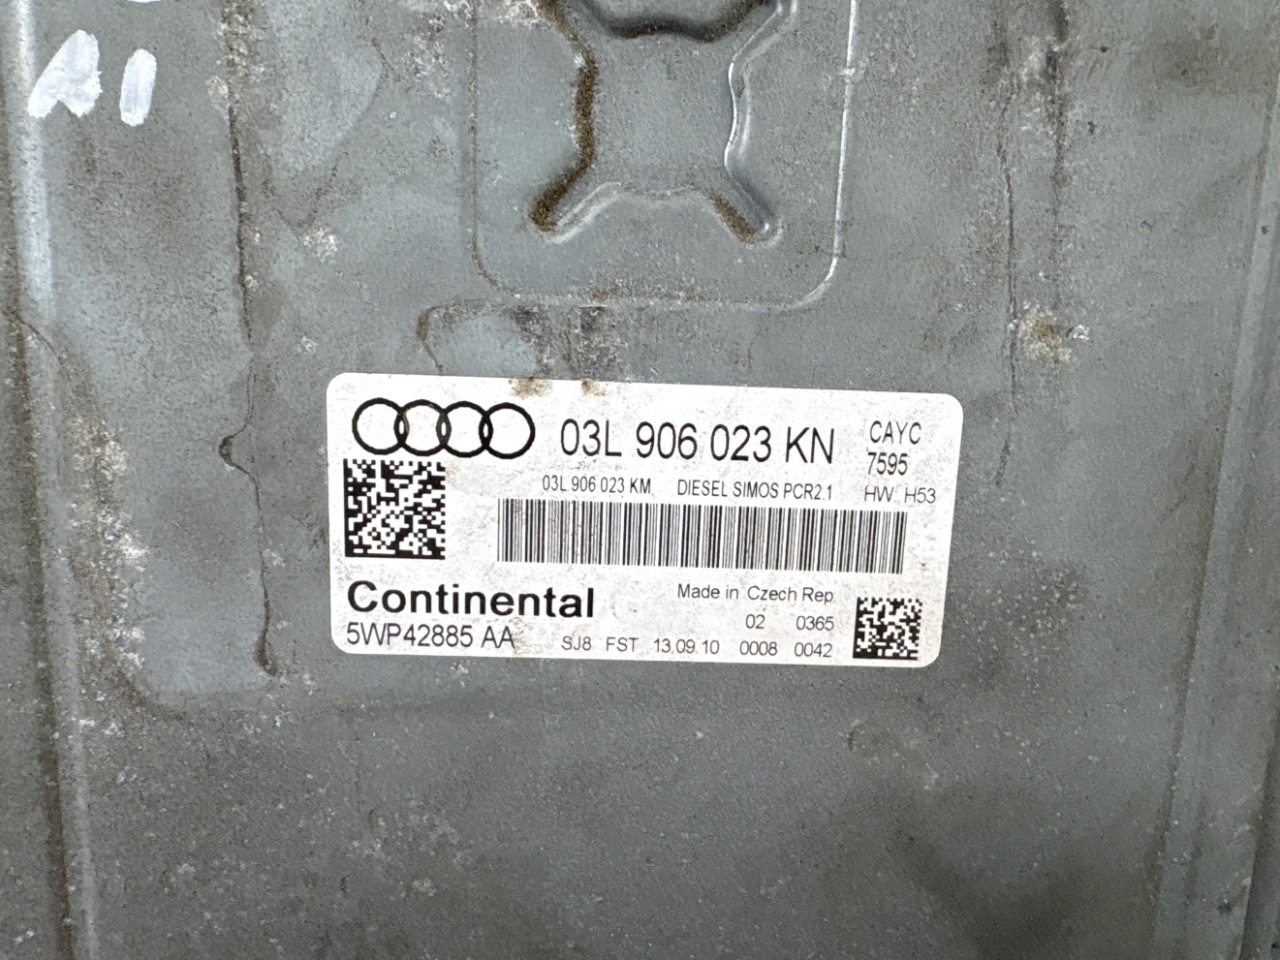 A1
03L 906 023 KN
CAYC
7595
03L 906 023 KM DIESEL SIMOS PCR2.1 HW H53
Continental
Made in Czech Rep
02 0365
5WP42885 AA
SJ8 FST 13.09.10 0008 0042